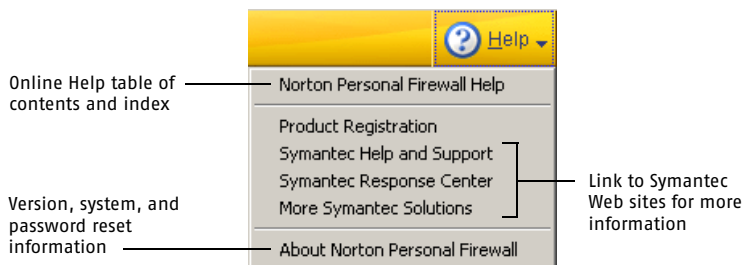 Help
Online Help table of
contents and index
Norton Personal Firewall Help
Product Registration
Symantec Help and Support
Symantec Response Center
More Symantec Solutions
Link to Symantec
Web sites for more
information
Version, system, and
password reset
information
About Norton Personal Firewall